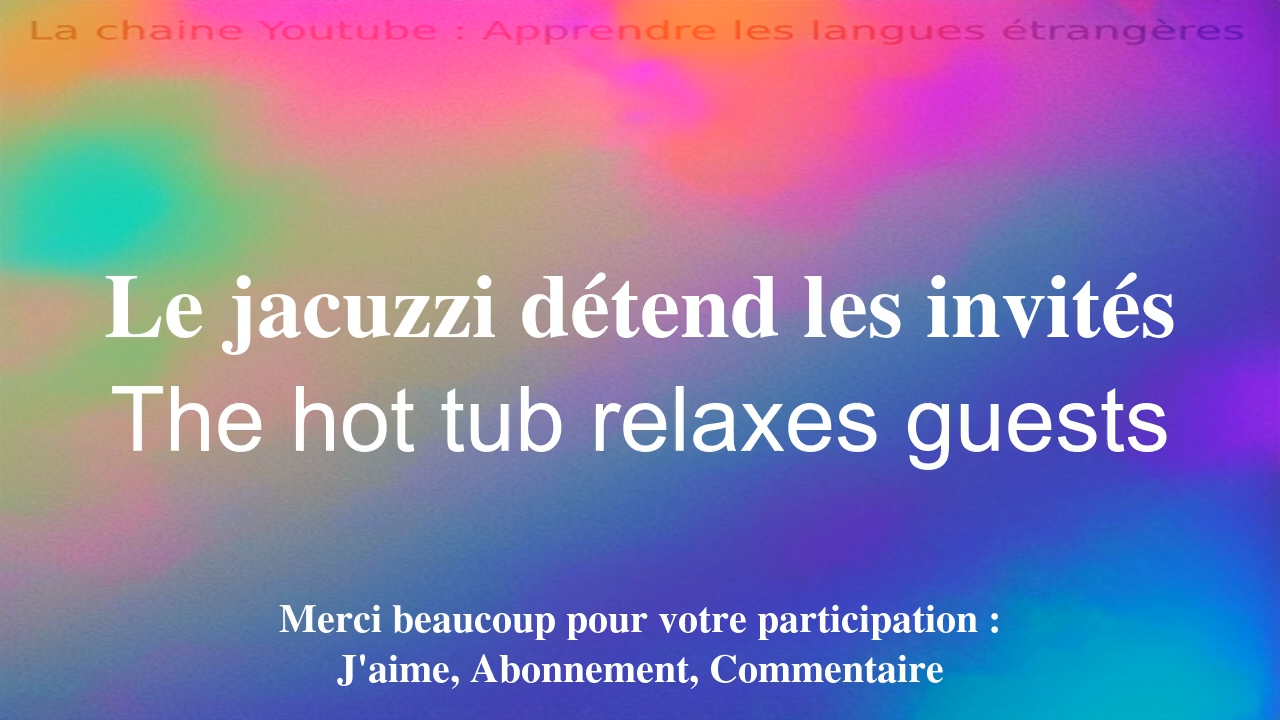 La chaine Youtube : Apprendre les langues étrangères
Le jacuzzi détend les invités
The hot tub relaxes guests
Merci beaucoup pour votre participation :
J'aime, Abonnement, Commentaire